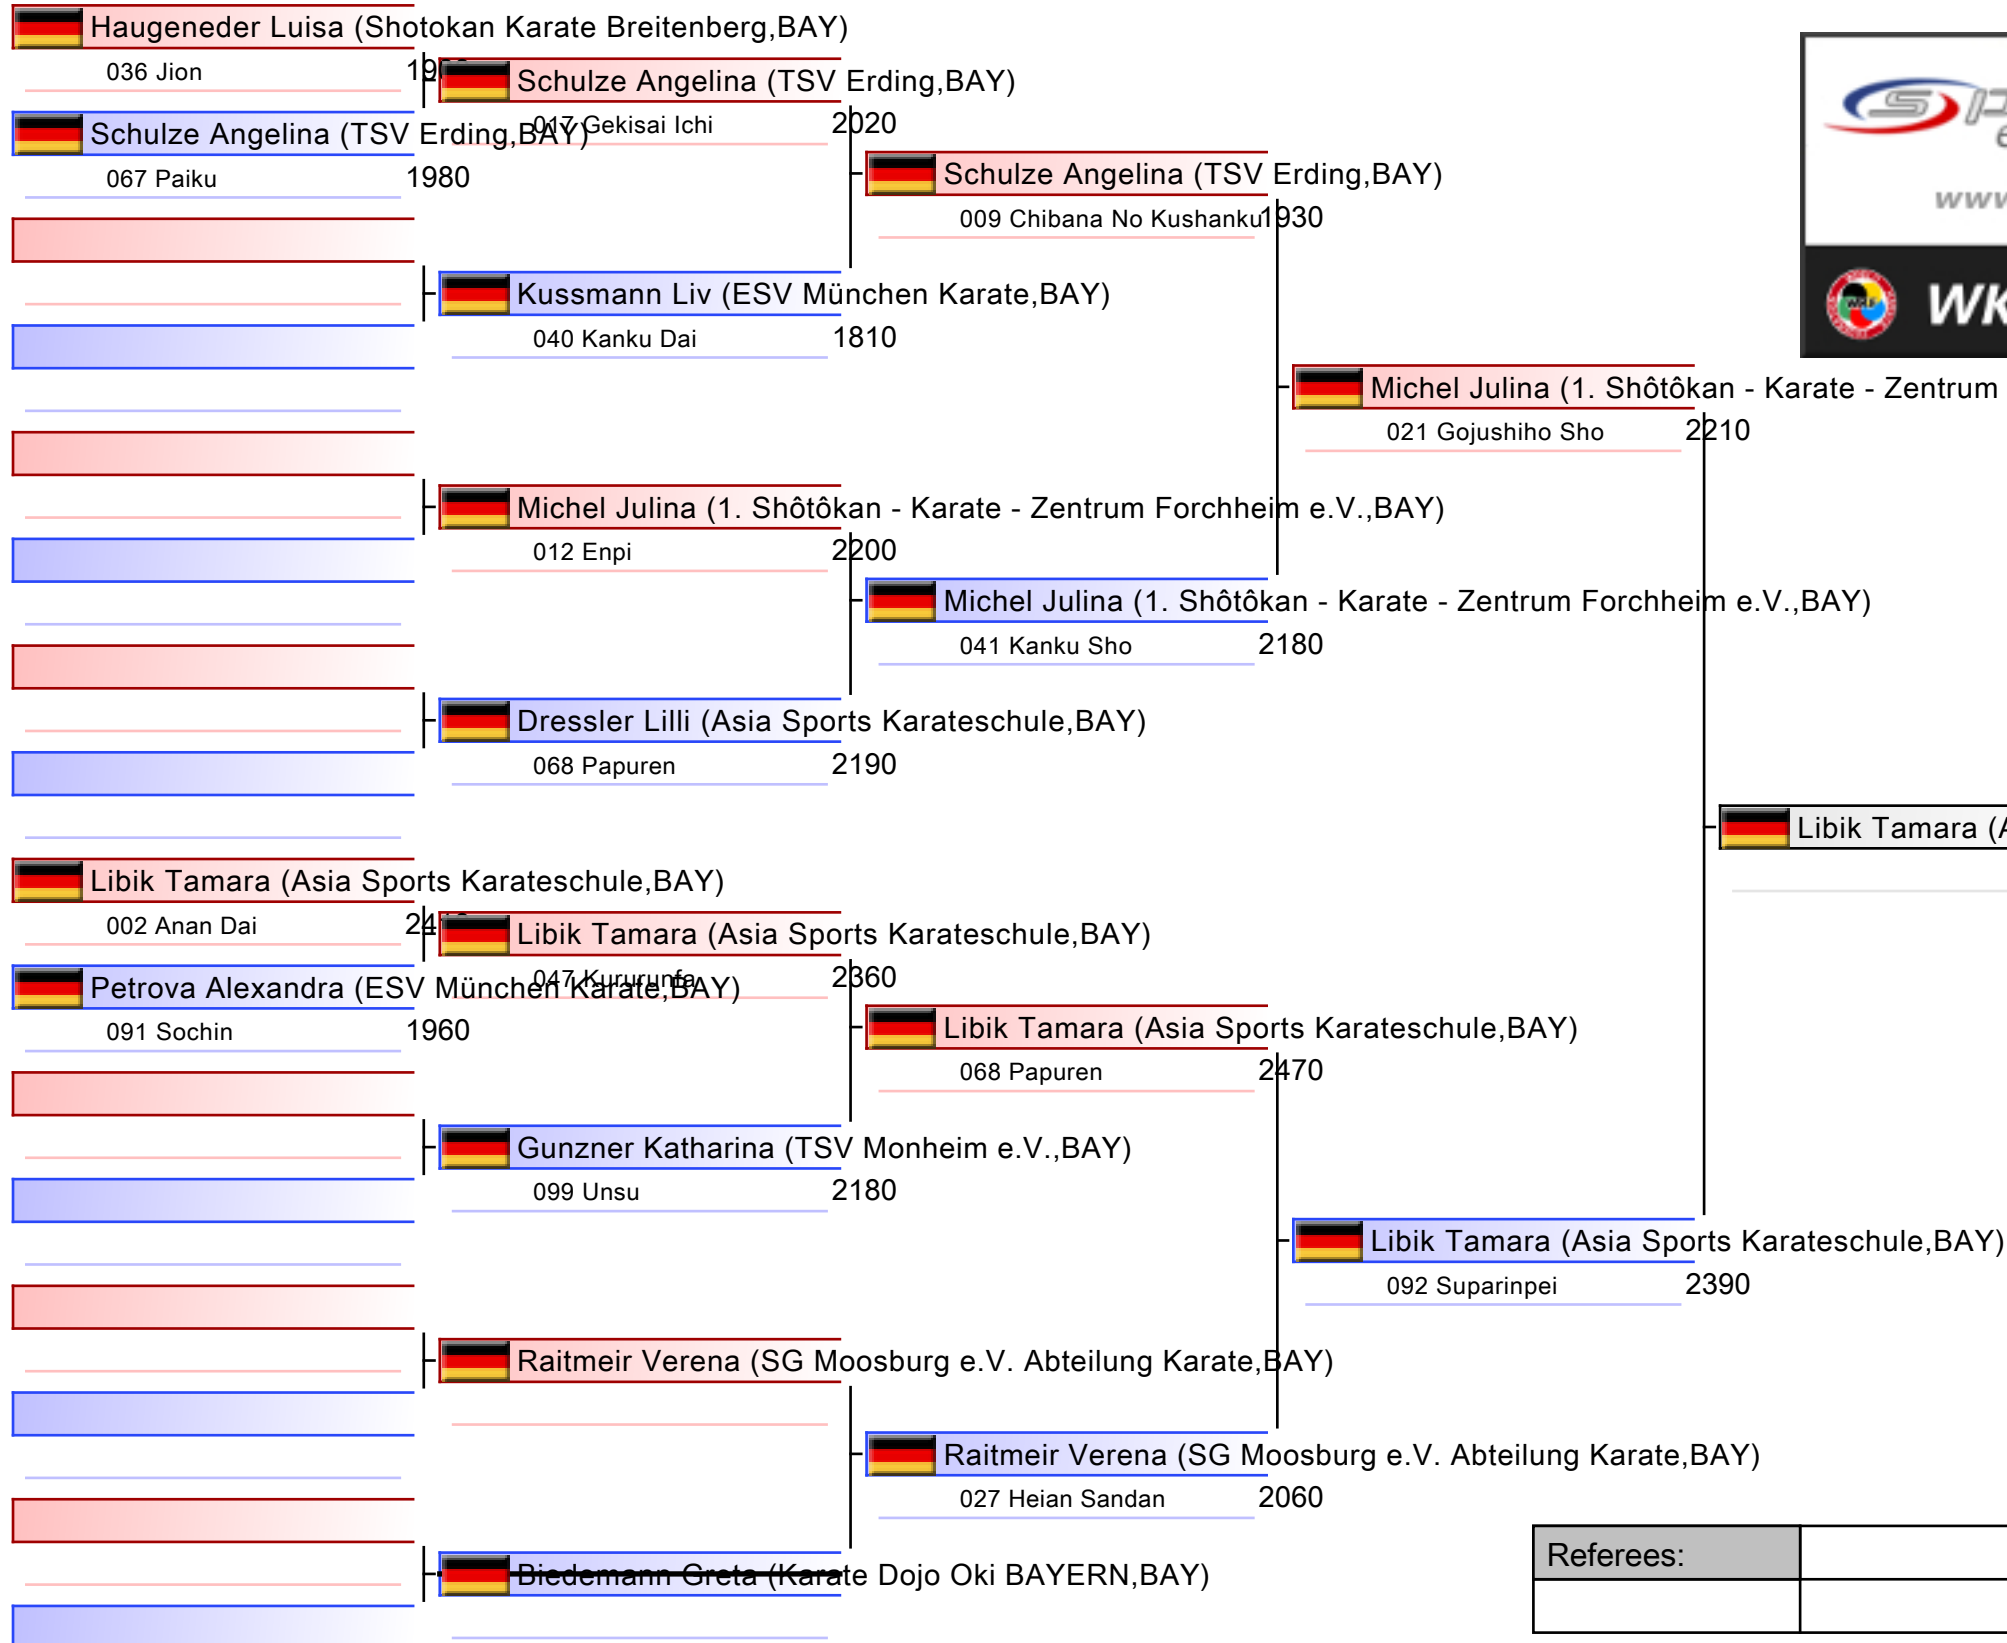 Haugeneder Luisa (Shotokan Karate Breitenberg,BAY)
036 Jion
Schulze Angelina (TSV Erding,BAY)
067 Paiku 1980
Libik Tamara (Asia Sports Karateschule,BAY)
002 Anan Dai
Petrova Alexandra (ESV München Karate,BAY)
091 Sochin 1960
Schulze Angelina (TSV Erding,BAY)
017 Gekisai Ichi 2020
Kussmann Liv (ESV München Karate,BAY)
040 Kanku Dai 1810
Michel Julina (1. Shôtôkan - Karate - Zentrum Forchheim e.V.,BAY)
012 Enpi 2200
Dressler Lilli (Asia Sports Karateschule,BAY)
068 Papuren 2190
Libik Tamara (Asia Sports Karateschule,BAY)
047 Kururunfa 2360
Gunzner Katharina (TSV Monheim e.V.,BAY)
099 Unsu 2180
Raitmeir Verena (SG Moosburg e.V. Abteilung Karate,BAY)
Biedemann Greta (Karate Dojo Oki BAYERN,BAY)
Schulze Angelina (TSV Erding,BAY)
009 Chibana No Kushanku 1930
Michel Julina (1. Shôtôkan - Karate - Zentrum Forchheim e.V.,BAY)
041 Kanku Sho 2180
Libik Tamara (Asia Sports Karateschule,BAY)
068 Papuren 2470
Raitmeir Verena (SG Moosburg e.V. Abteilung Karate,BAY)
027 Heian Sandan 2060
Michel Julina (1. Shôtôkan - Karate - Zentrum
021 Gojushiho Sho 2210
Libik Tamara (Asia Sports Karateschule,BAY)
092 Suparinpei 2390
Libik Tamara (A
www
WK
Referees: